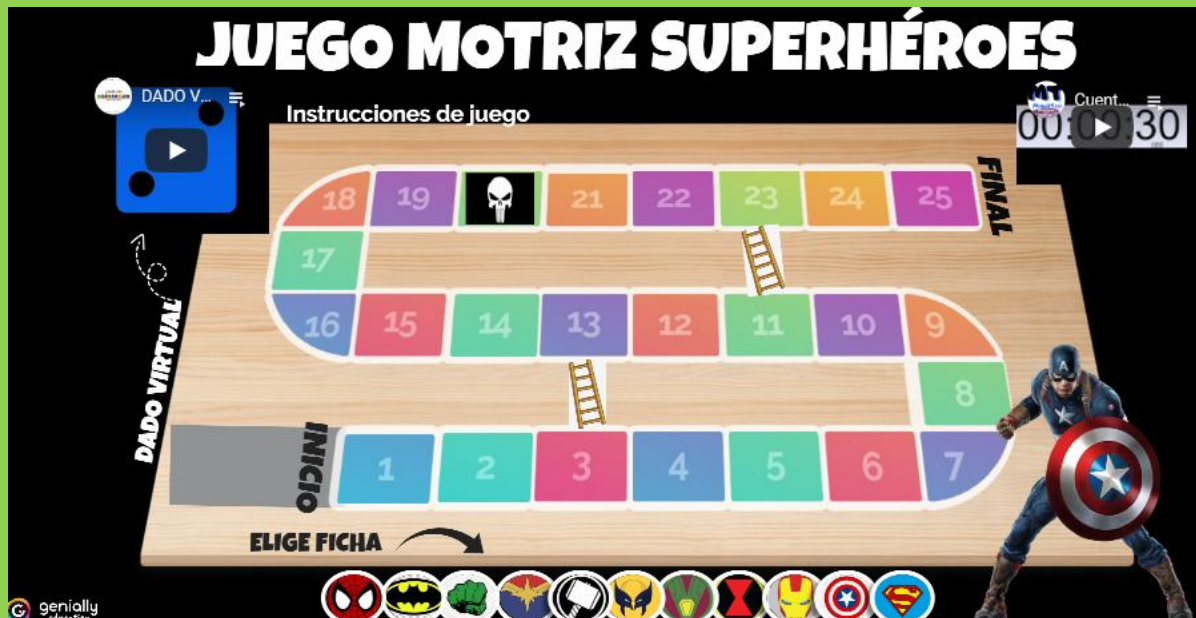 JUEGO MOTRIZ SUPERHÉROES
DADO V...
Cuent...
Instrucciones de juego
00:00:30
18 19 21 22 23 24 25
FINAL
17
16 15 14 13 12 11 10 9
8
DADO VIRTUAL
INICIO
1 2 3 4 5 6 7
ELIGE FICHA
genially